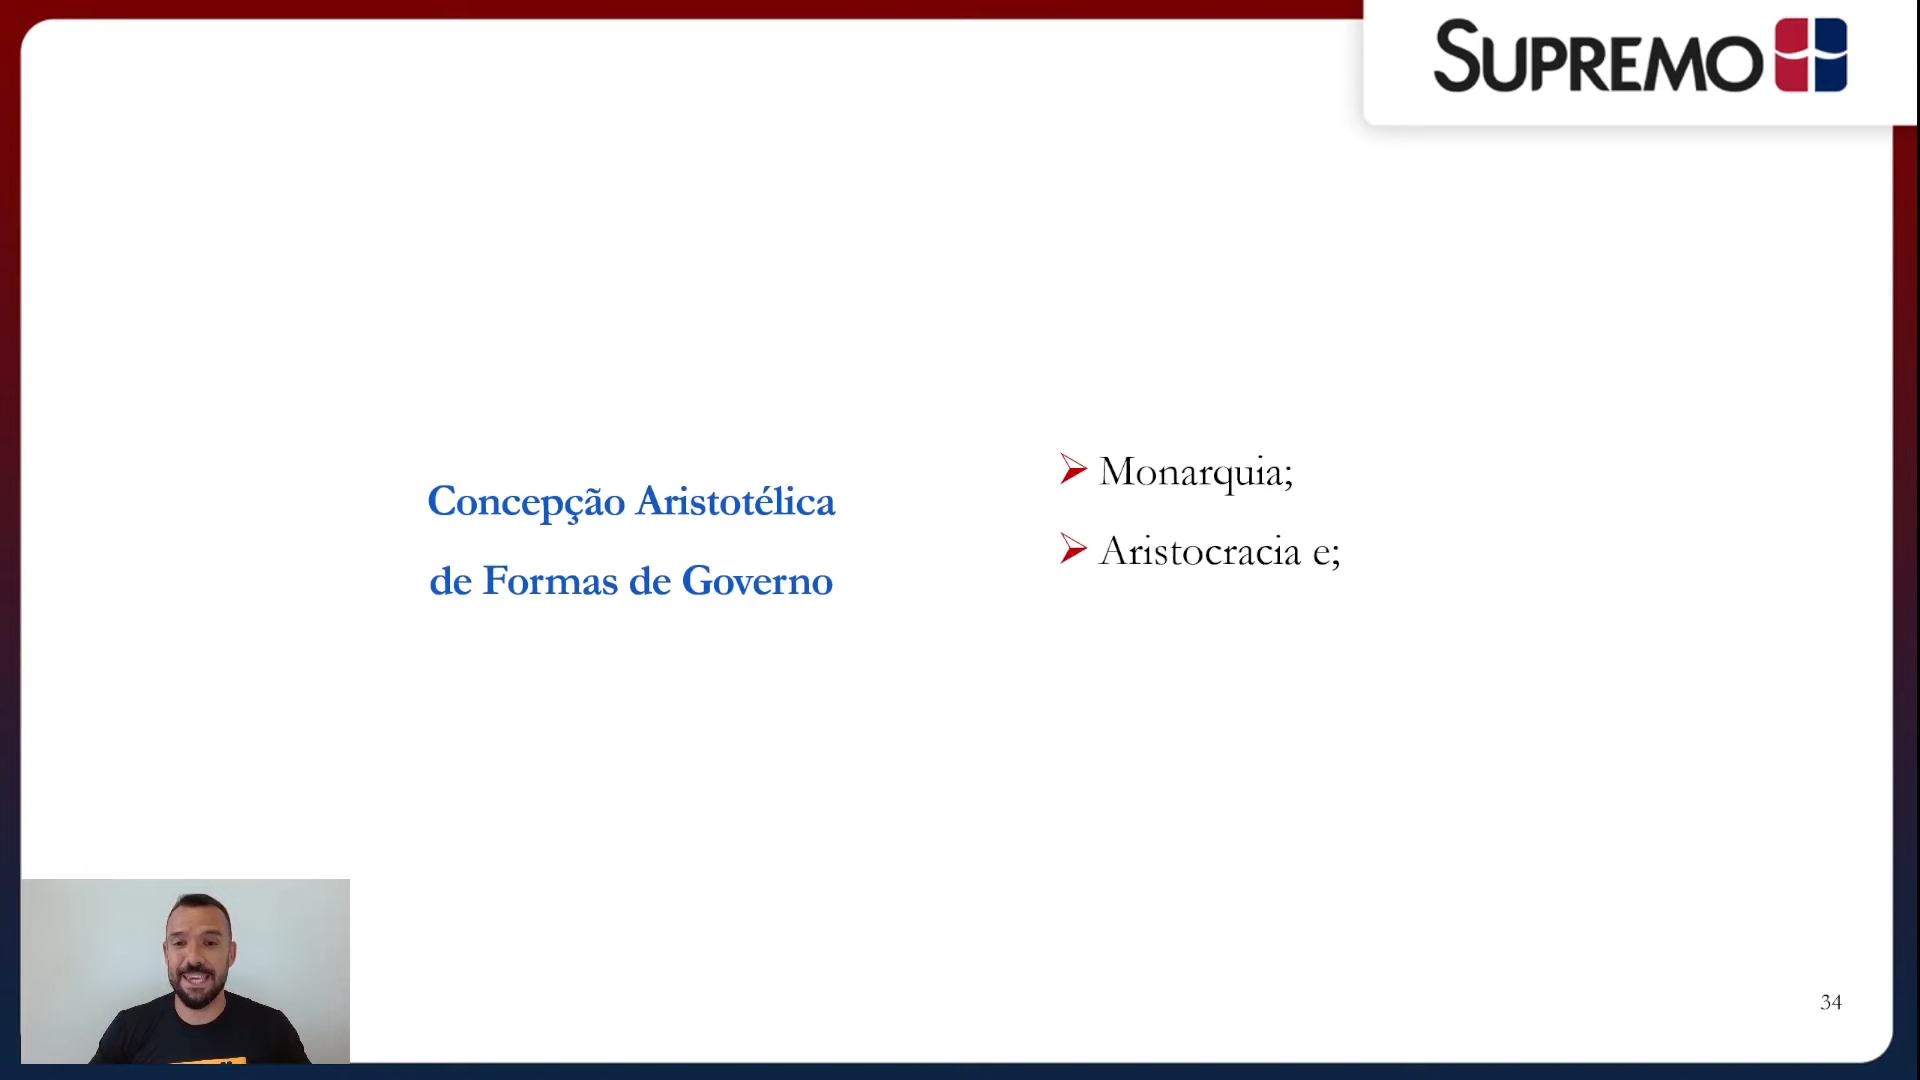 SUPREMO
Concepção Aristotélica
de Formas de Governo
Monarquia;
Aristocracia e;
34